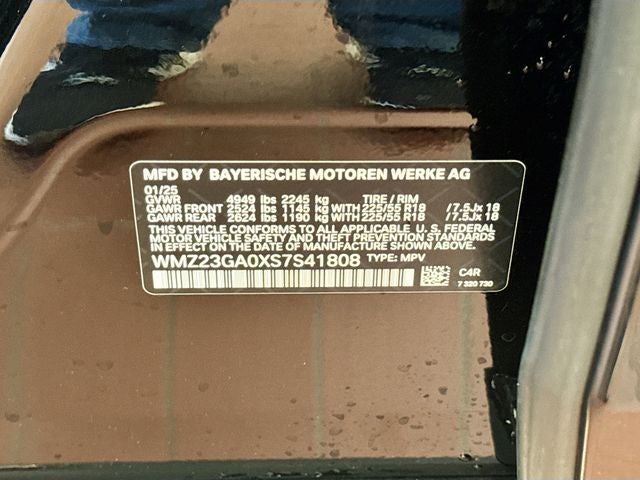 MFD BY BAYERISCHE MOTOREN WERKE AG
01/25
GVWR 4949 lbs 2245 kg TIRE / RIM
GAWR FRONT 2524 lbs 1145 kg WITH 225/55 R18 /7.5Jx 18
GAWR REAR 2624 lbs 1190 kg WITH 225/55 R18 /7.5Jx 18
THIS VEHICLE CONFORMS TO ALL APPLICABLE U. S. FEDERAL
MOTOR VEHICLE SAFETY AND THEFT PREVENTION STANDARDS
IN EFFECT ON THE DATE OF MANUFACTURE SHOWN ABOVE.
WMZ23GA0XS7S41808 TYPE: MPV
C4R
7 320 730